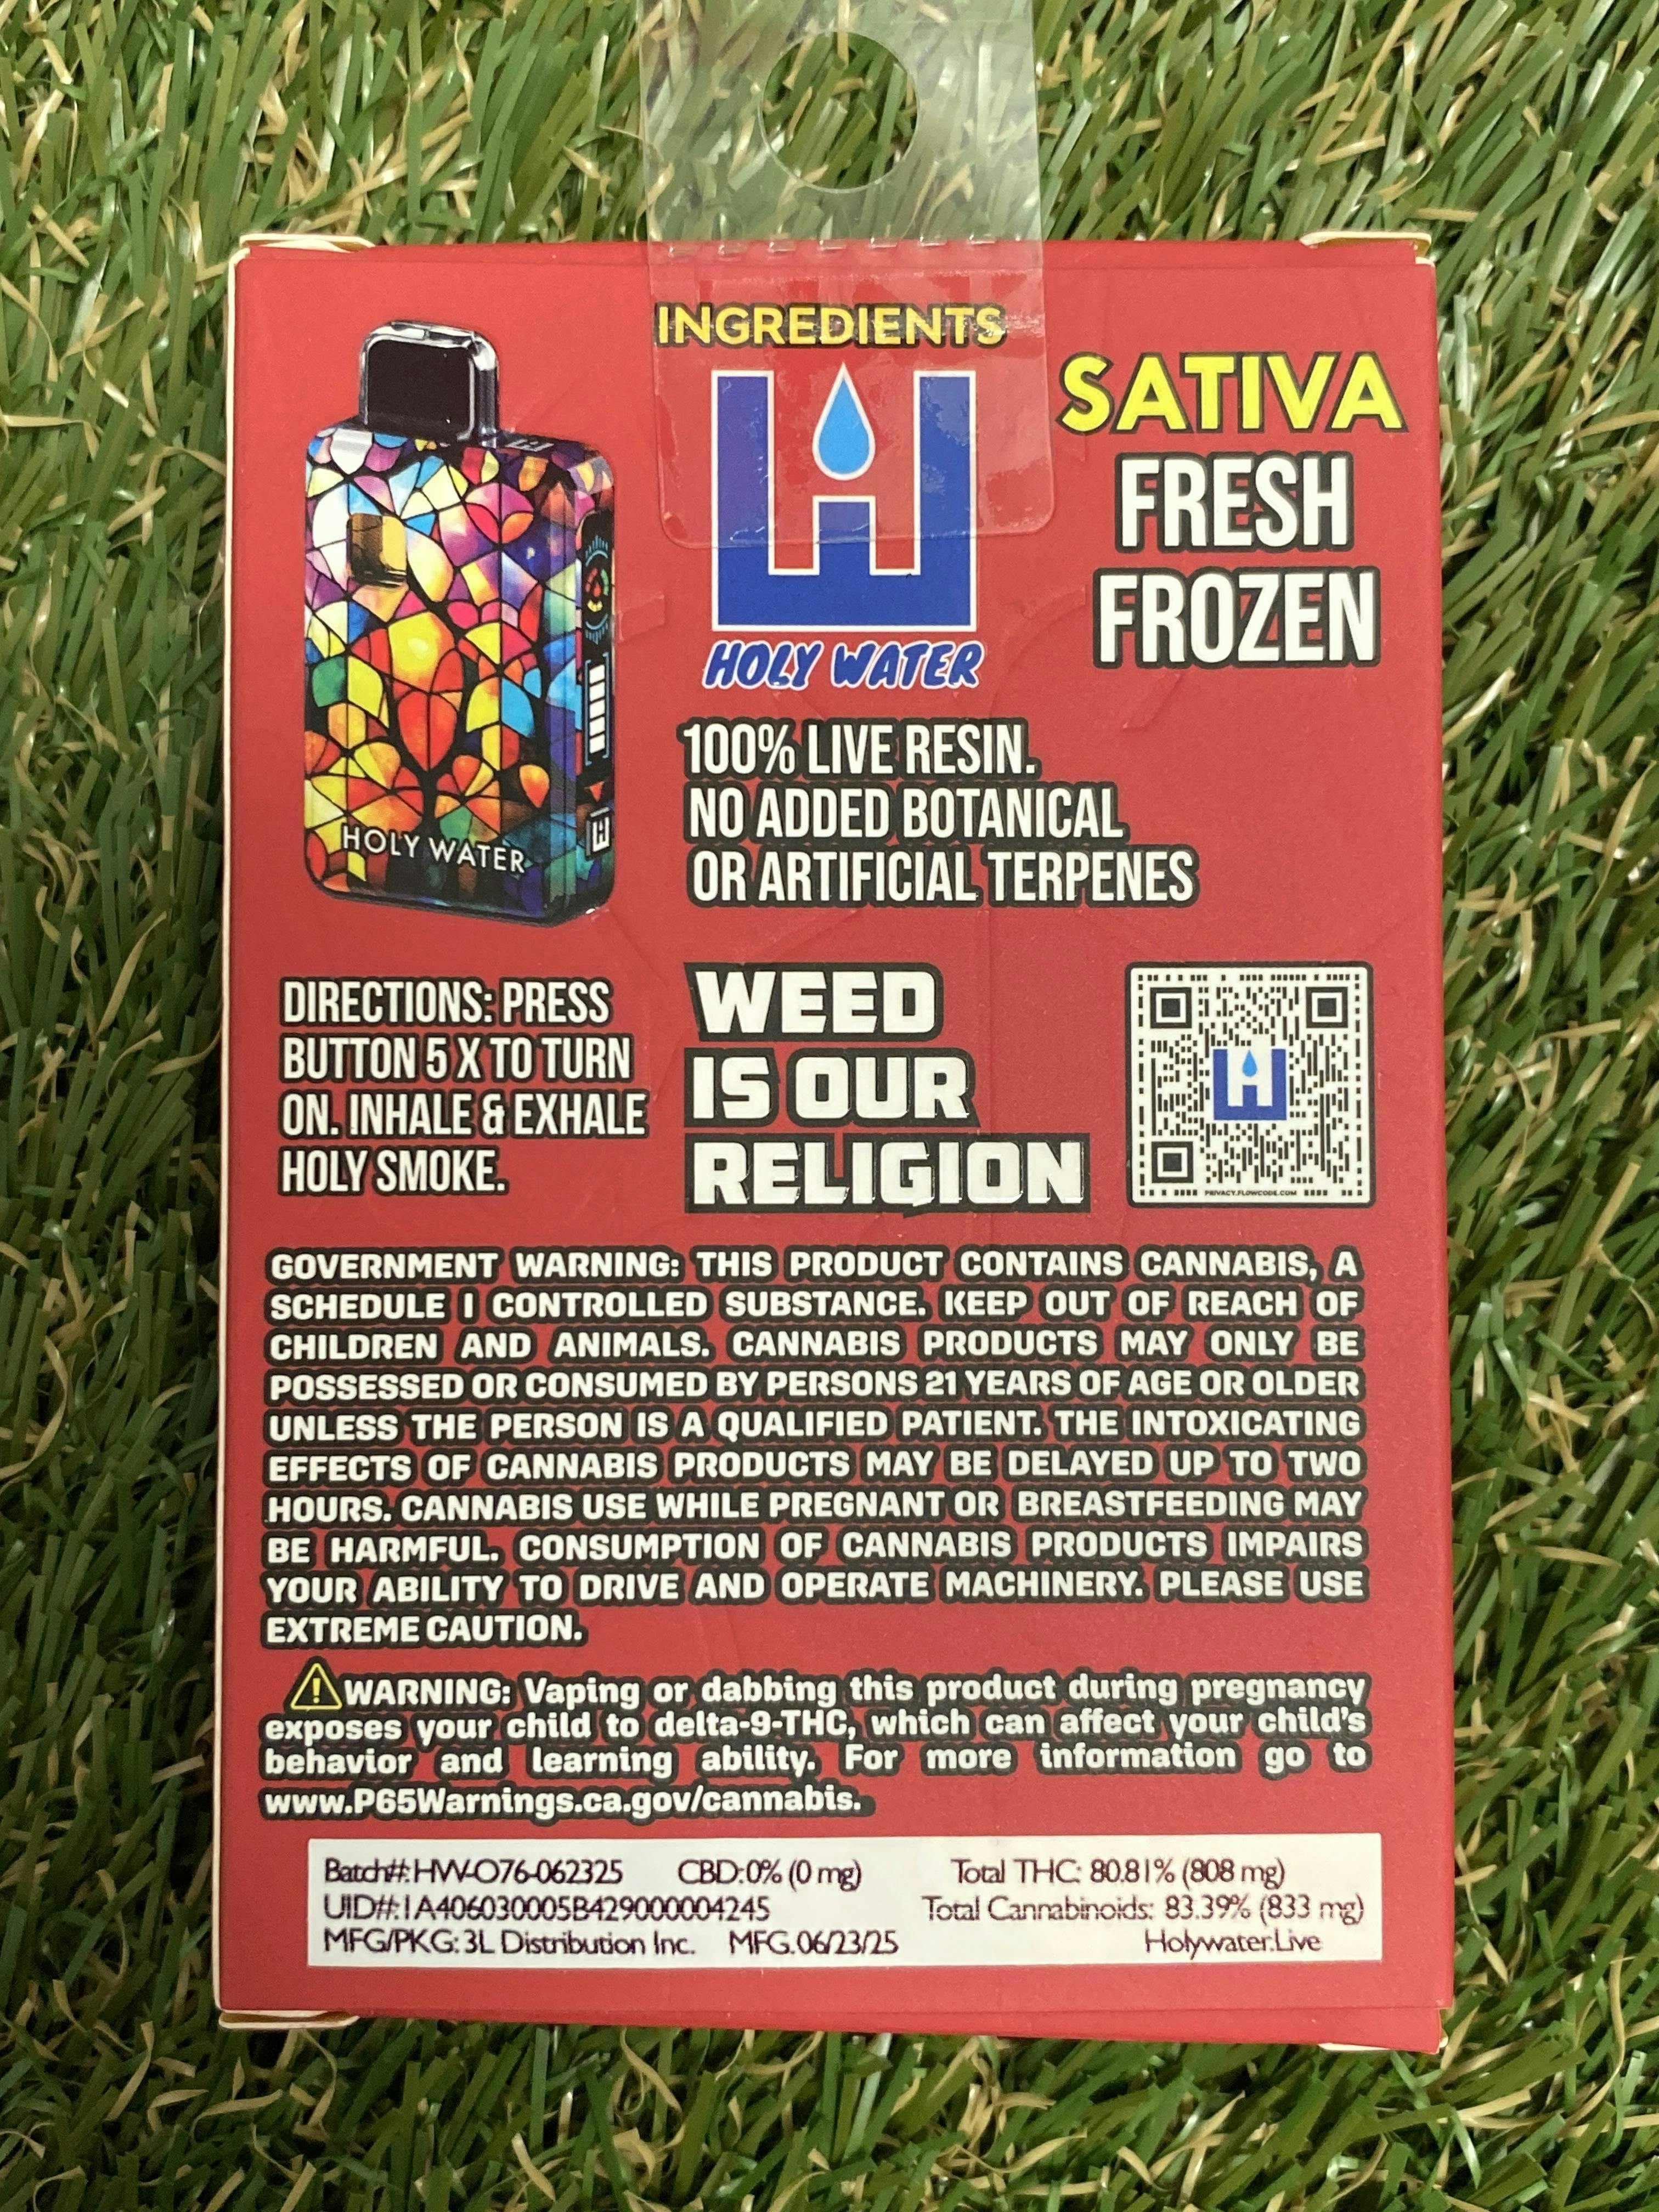 INGREDIENTS
SATIVA
FRESH
FROZEN
HOLY WATER
HOLY WATER
100% LIVE RESIN.
NO ADDED BOTANICAL
OR ARTIFICIAL TERPENES
DIRECTIONS: PRESS
BUTTON 5 X TO TURN
ON. INHALE & EXHALE
HOLY SMOKE.
WEED
IS OUR
RELIGION
PRIVACY.FLOWCODE.COM
GOVERNMENT WARNING: THIS PRODUCT CONTAINS CANNABIS, A
SCHEDULE I CONTROLLED SUBSTANCE. KEEP OUT OF REACH OF
CHILDREN AND ANIMALS. CANNABIS PRODUCTS MAY ONLY BE
POSSESSED OR CONSUMED BY PERSONS 21 YEARS OF AGE OR OLDER
UNLESS THE PERSON IS A QUALIFIED PATIENT. THE INTOXICATING
EFFECTS OF CANNABIS PRODUCTS MAY BE DELAYED UP TO TWO
HOURS. CANNABIS USE WHILE PREGNANT OR BREASTFEEDING MAY
BE HARMFUL. CONSUMPTION OF CANNABIS PRODUCTS IMPAIRS
YOUR ABILITY TO DRIVE AND OPERATE MACHINERY. PLEASE USE
EXTREME CAUTION.
WARNING: Vaping or dabbing this product during pregnancy
exposes your child to delta-9-THC, which can affect your child's
behavior and learning ability. For more information go to
www.P65Warnings.ca.gov/cannabis.
Batch#: HW-O76-062325 CBD:0% (0 mg) Total THC: 80.81% (808 mg)
UID#:1A406030005B429000004245 Total Cannabinoids: 83.39% (833 mg)
MFG/PKG: 3L Distribution Inc. MFG.06/23/25 Holywater.Live